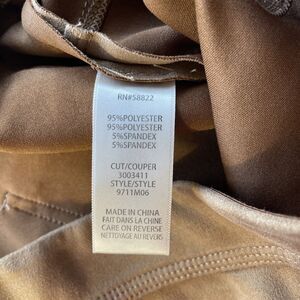 RN#58822
95%POLYESTER
95%POLYESTER
5%SPANDEX
5%SPANDEX
CUT/COUPER
3003411
STYLE/STYLE
9711M06
MADE IN CHINA
FAIT DANS LA CHINE
CARE ON REVERSE
NETTOYAGE AU REVERS